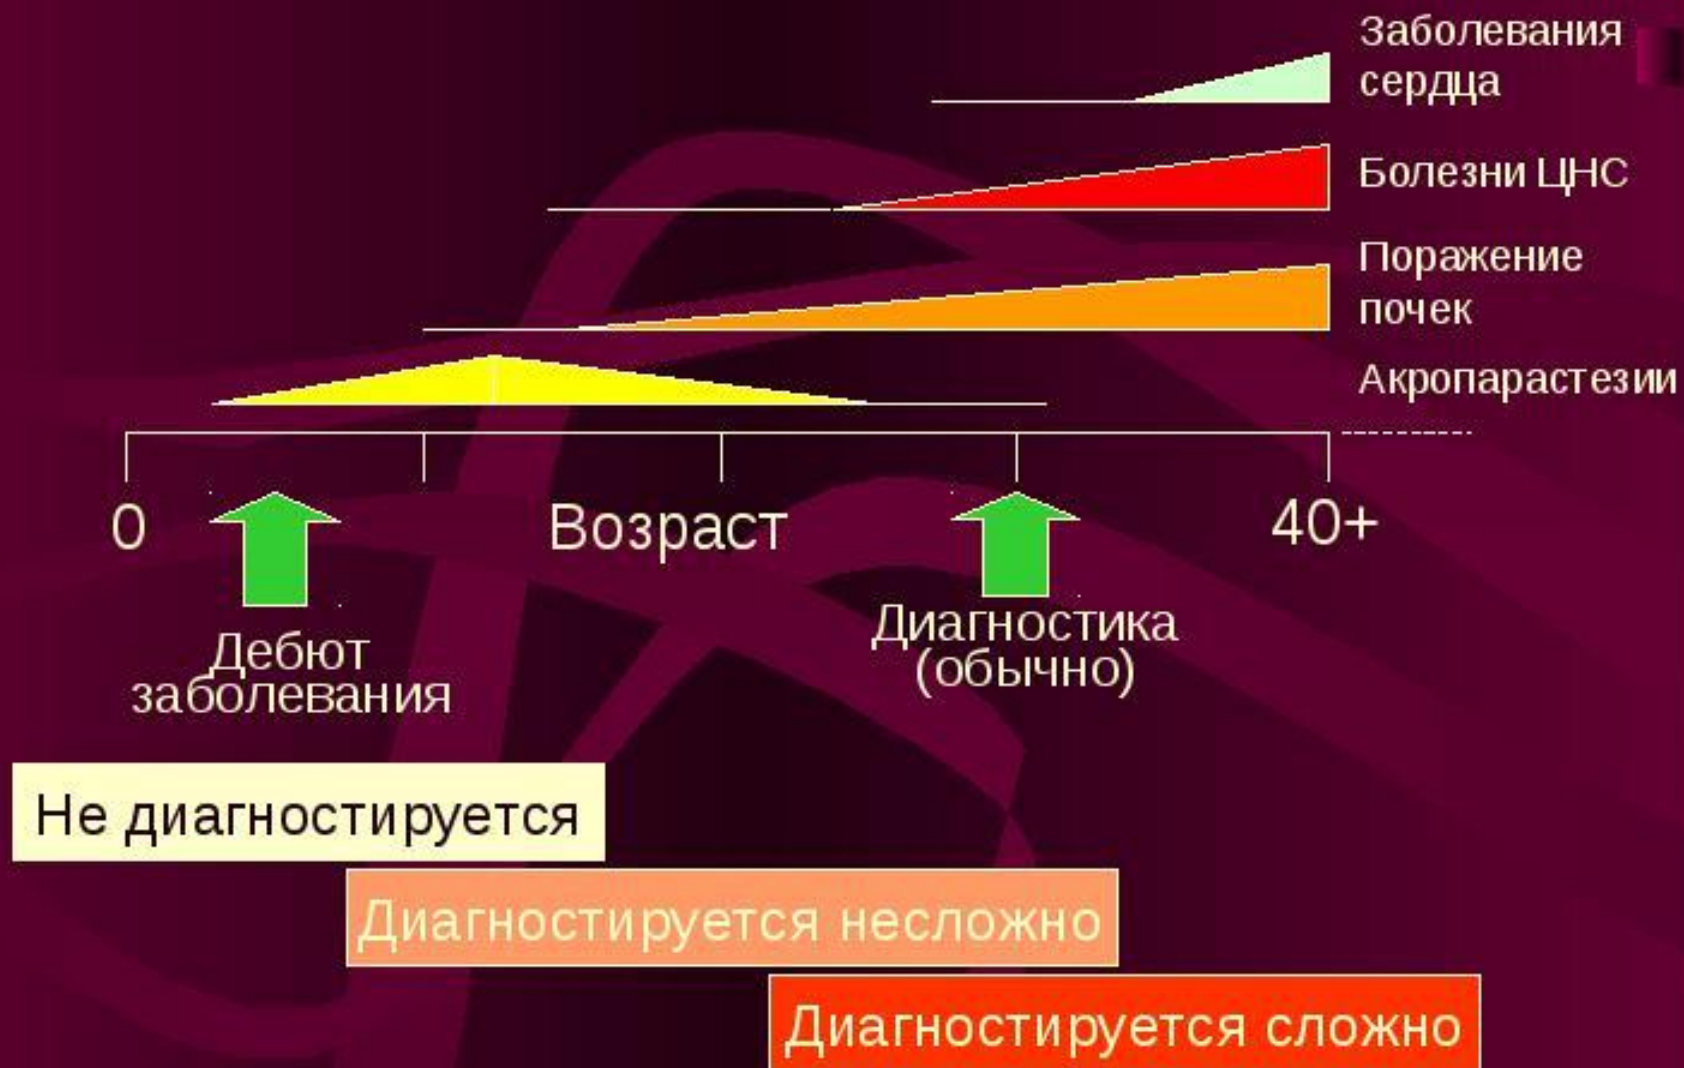 Заболевания
сердца
Болезни ЦНС
Поражение
почек
Акропарастезии
0
Возраст
40+
Дебют
заболевания
Диагностика
(обычно)
Не диагностируется
Диагностируется несложно
Диагностируется сложно